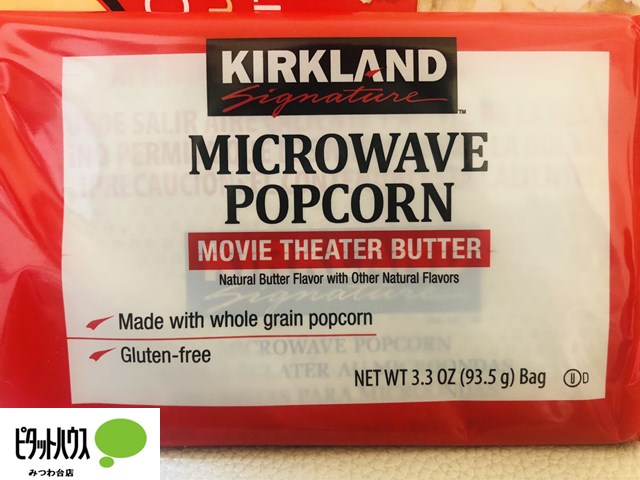 KIRKLAND
Signature™
MICROWAVE
POPCORN
MOVIE THEATER BUTTER
Natural Butter Flavor with Other Natural Flavors
Made with whole grain popcorn
Gluten-free
NET WT 3.3 OZ (93.5 g) Bag Ⓤ D
ピタットハウス
みつわ台店